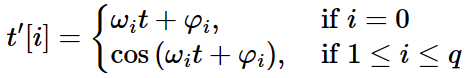 t'[i] = { ω_i t + φ_i, if i = 0
cos (ω_i t + φ_i), if 1 ≤ i ≤ q